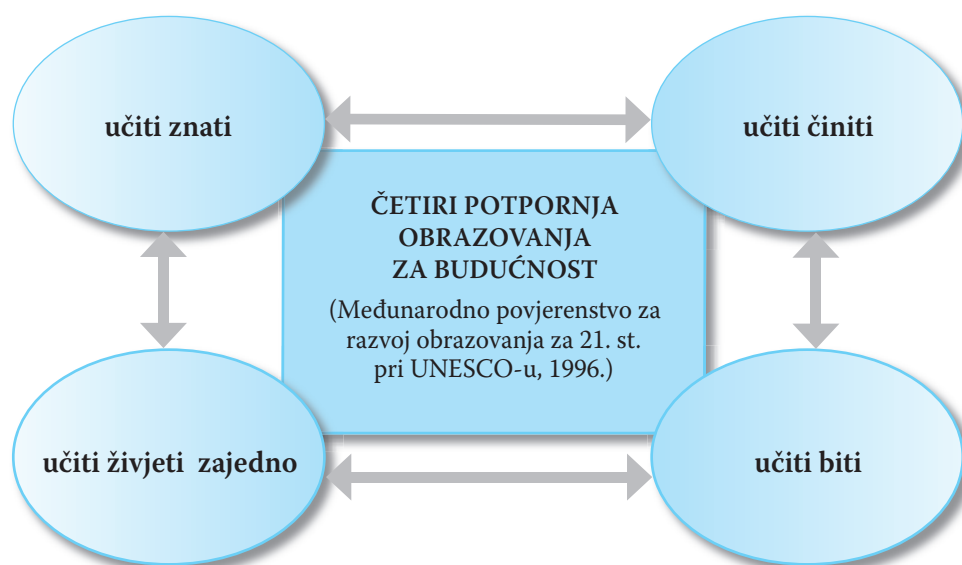 učiti znati
učiti činiti
ČETIRI POTPORNJA
OBRAZOVANJA
ZA BUDUĆNOST
(Međunarodno povjerenstvo za
razvoj obrazovanja za 21. st.
pri UNESCO-u, 1996.)
učiti živjeti zajedno
učiti biti